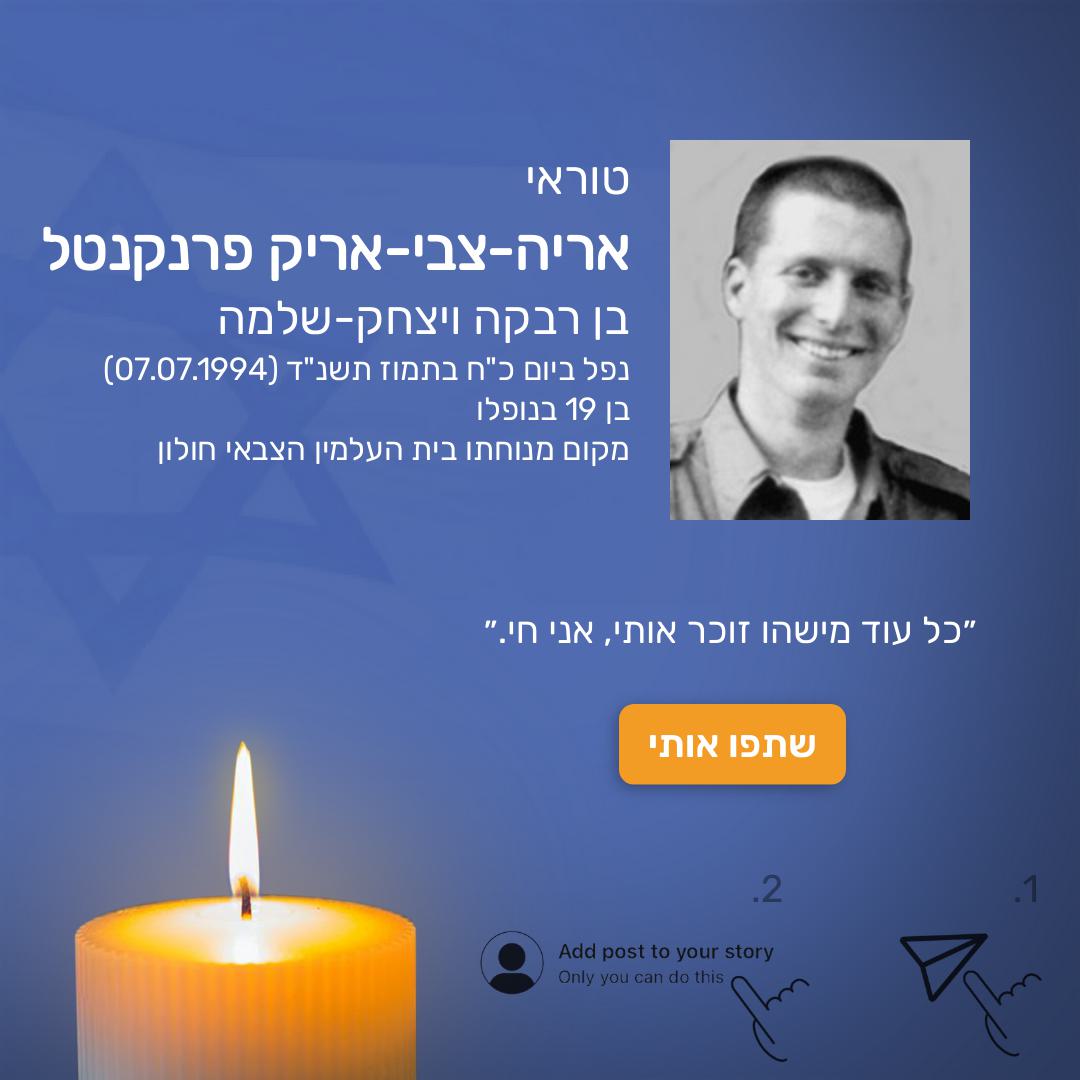 טוראי
אריה-צבי-אריק פרנקנטל
בן רבקה ויצחק-שלמה
נפל ביום כ"ח בתמוז תשנ"ד (07.07.1994)
בן 19 בנופלו
מקום מנוחתו בית העלמין הצבאי חולון
״כל עוד מישהו זוכר אותי, אני חי.״
שתפו אותי
.1
.2
Add post to your story
Only you can do this